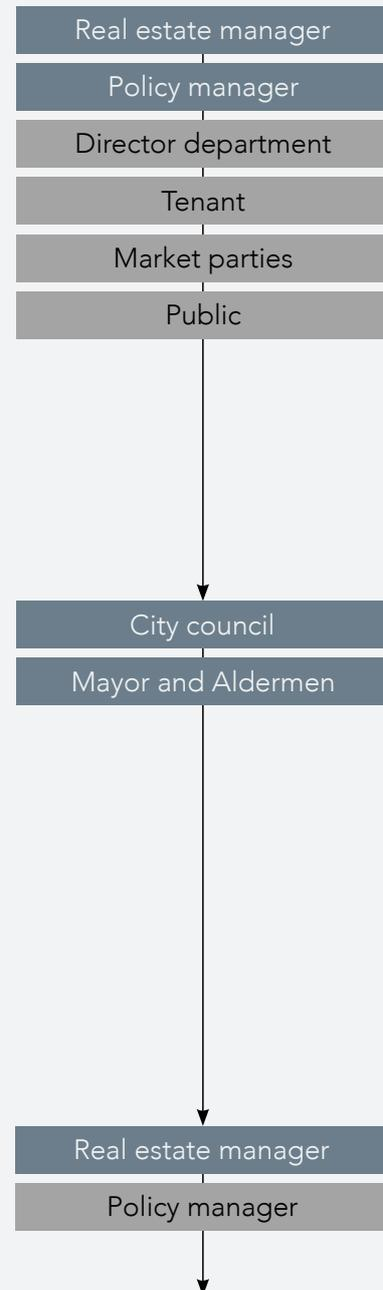 Real estate manager
Policy manager
Director department
Tenant
Market parties
Public
City council
Mayor and Aldermen
Real estate manager
Policy manager